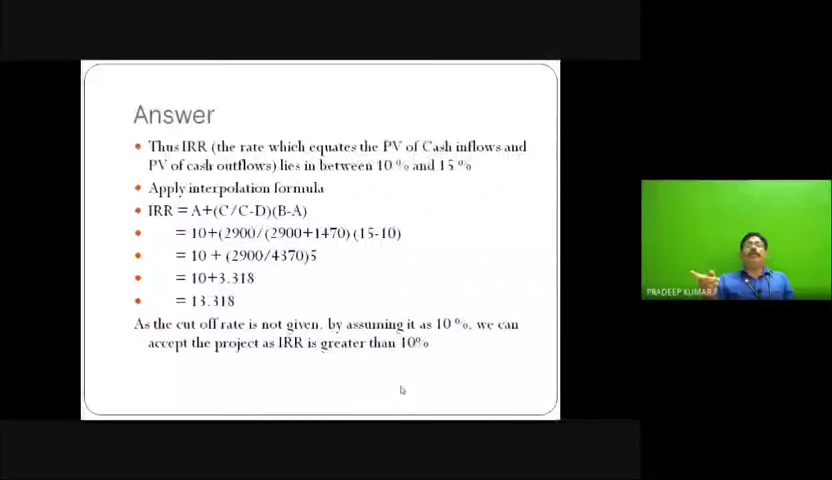 Answer
Thus IRR (the rate which equates the PV of Cash inflows and
PV of cash outflows) lies in between 10 % and 15 %
Apply interpolation formula
IRR = A+(C/C-D)(B-A)
= 10+(2900/(2900+1470) (15-10)
= 10 + (2900/4370)5
= 10+3.318
= 13.318
As the cut off rate is not given, by assuming it as 10 %, we can
accept the project as IRR is greater than 10%
PRADEEP KUMAR